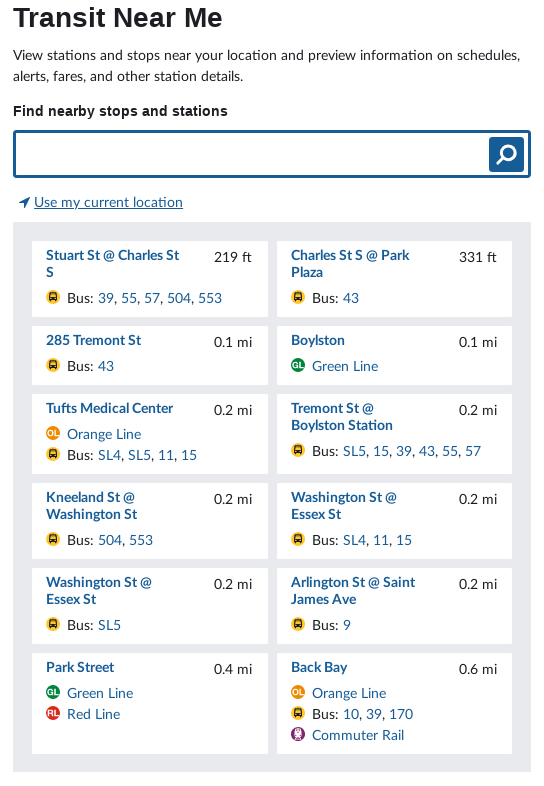 Transit Near Me
View stations and stops near your location and preview information on schedules,
alerts, fares, and other station details.
Find nearby stops and stations
Use my current location
Stuart St @ Charles St
S
219 ft
Bus: 39, 55, 57, 504, 553
Charles St S @ Park
Plaza
331 ft
Bus: 43
285 Tremont St
0.1 mi
Bus: 43
Boylston
0.1 mi
GL Green Line
Tufts Medical Center
0.2 mi
OL Orange Line
Bus: SL4, SL5, 11, 15
Tremont St @
Boylston Station
0.2 mi
Bus: SL5, 15, 39, 43, 55, 57
Kneeland St @
Washington St
0.2 mi
Bus: 504, 553
Washington St @
Essex St
0.2 mi
Bus: SL4, 11, 15
Washington St @
Essex St
0.2 mi
Bus: SL5
Arlington St @ Saint
James Ave
0.2 mi
Bus: 9
Park Street
0.4 mi
GL Green Line
RL Red Line
Back Bay
0.6 mi
OL Orange Line
Bus: 10, 39, 170
Commuter Rail